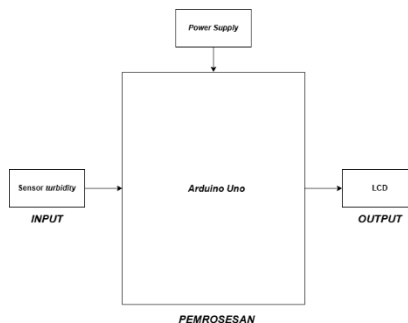 Power Supply
Sensor turbidity
Arduino Uno
LCD
INPUT
OUTPUT
PEMROSESAN